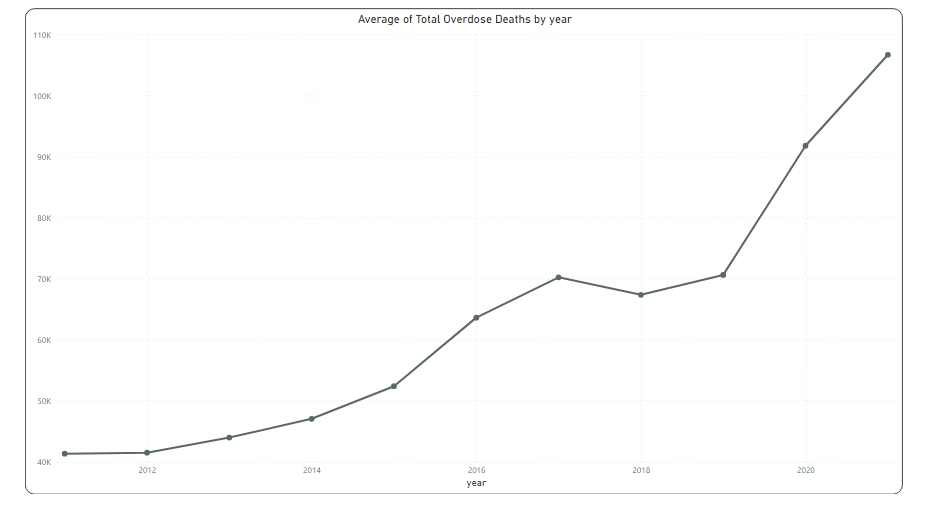 Average of Total Overdose Deaths by year
110K
100K
90K
80K
70K
60K
50K
40K
2012 2014 2016 2018 2020
year